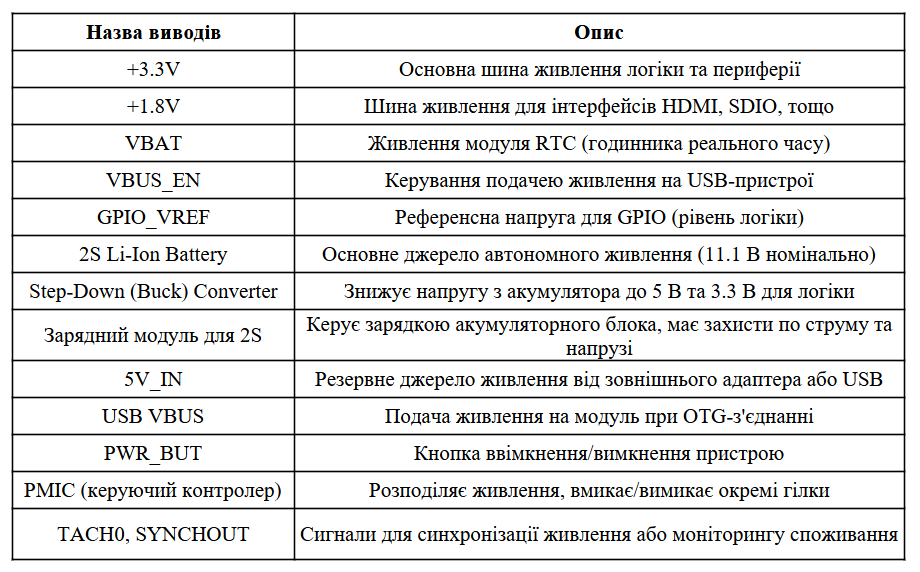 Назва виводів Опис
+3.3V Основна шина живлення логіки та периферії
+1.8V Шина живлення для інтерфейсів HDMI, SDIO, тощо
VBAT Живлення модуля RTC (годинника реального часу)
VBUS_EN Керування подачею живлення на USB-пристрої
GPIO_VREF Референсна напруга для GPIO (рівень логіки)
2S Li-Ion Battery Основне джерело автономного живлення (11.1 В номінально)
Step-Down (Buck) Converter Знижує напругу з акумулятора до 5 В та 3.3 В для логіки
Зарядний модуль для 2S Керує зарядкою акумуляторного блока, має захисти по струму та
напрузі
5V_IN Резервне джерело живлення від зовнішнього адаптера або USB
USB VBUS Подача живлення на модуль при OTG-з'єднанні
PWR_BUT Кнопка ввімкнення/вимкнення пристрою
PMIC (керуючий контролер) Розподіляє живлення, вмикає/вимикає окремі гілки
TACH0, SYNCHOUT Сигнали для синхронізації живлення або моніторингу споживання